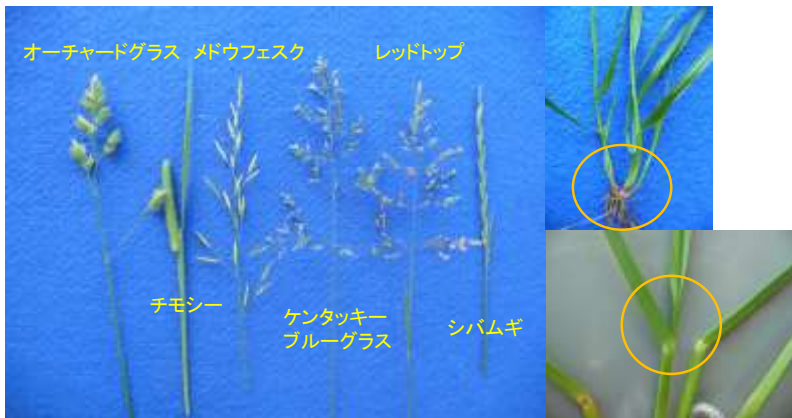 オーチャードグラス
メドウフェスク
レッドトップ
チモシー
ケンタッキー
ブルーグラス
シバムギ